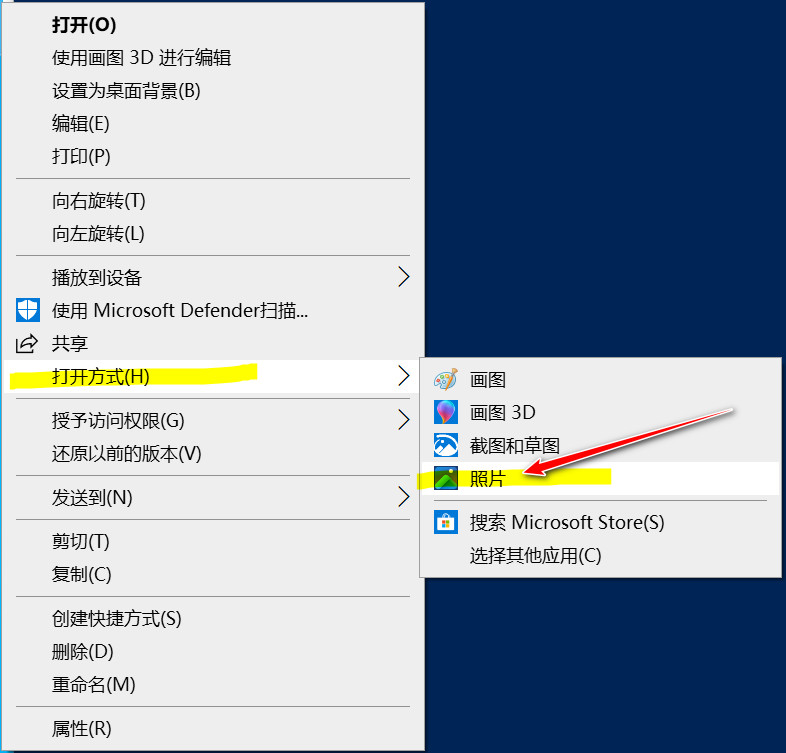 打开(O)
使用画图 3D 进行编辑
设置为桌面背景(B)
编辑(E)
打印(P)
向右旋转(T)
向左旋转(L)
播放到设备
使用 Microsoft Defender扫描...
共享
打开方式(H)
授予访问权限(G)
还原以前的版本(V)
发送到(N)
剪切(T)
复制(C)
创建快捷方式(S)
删除(D)
重命名(M)
属性(R)
画图
画图 3D
截图和草图
照片
搜索 Microsoft Store(S)
选择其他应用(C)